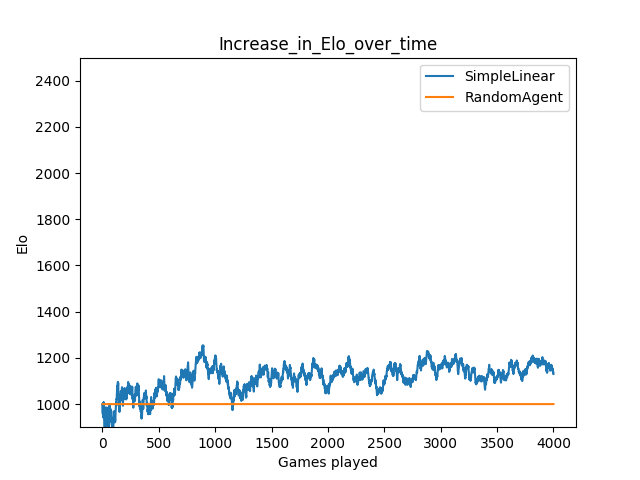 Increase_in_Elo_over_time
SimpleLinear
RandomAgent
2400
2200
2000
1800
1600
1400
1200
1000
Elo
0 500 1000 1500 2000 2500 3000 3500 4000
Games played